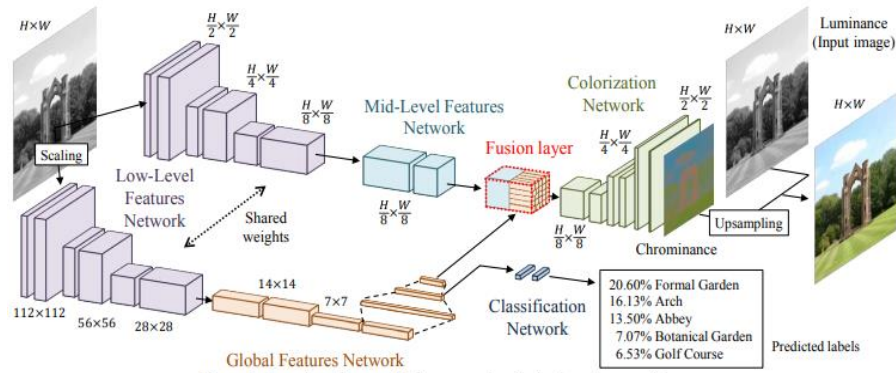 H×W
H/2 × W/2
H/4 × W/4
H/8 × W/8
Scaling
Low-Level
Features
Network
Shared
weights
112×112
56×56
28×28
14×14
7×7
Global Features Network
Mid-Level Features
Network
H/8 × W/8
Fusion layer
Colorization
Network
H/8 × W/8
H/4 × W/4
H/2 × W/2
Chrominance
Classification
Network
20.60% Formal Garden
16.13% Arch
13.50% Abbey
7.07% Botanical Garden
6.53% Golf Course
Predicted labels
H×W
Luminance
(Input image)
H×W
Upsampling